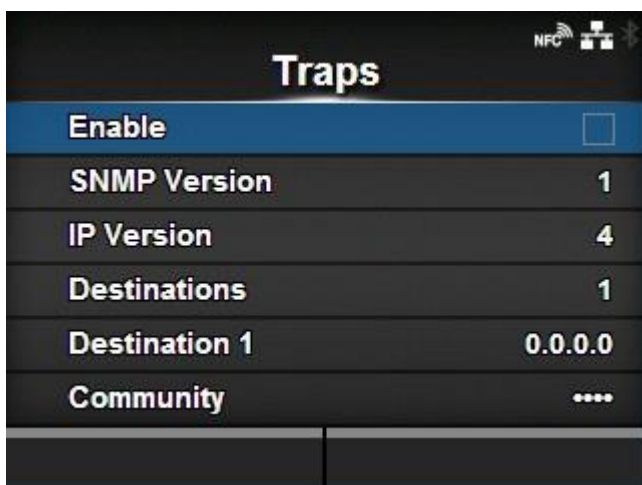 NFC
Traps
Enable
SNMP Version 1
IP Version 4
Destinations 1
Destination 1 0.0.0.0
Community ••••